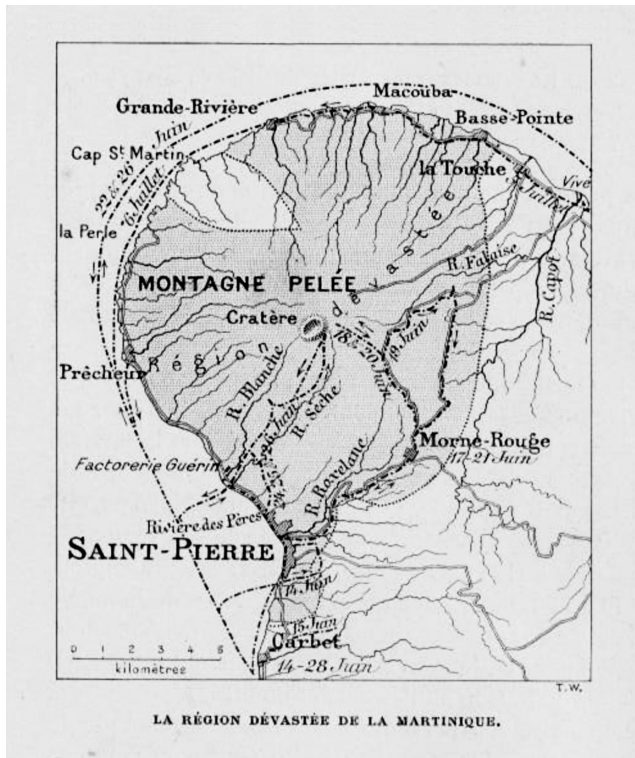 Macouba
Grande-Rivière
Basse-Pointe
Juin
Cap St Martin
22 & 26
6 Juillet
la Touche
Juillet
Vivé
la Perle
dévastée
R. Falaise
MONTAGNE PELÉE
R. Capot
Cratère
18 & 20 Juin
19 Juin
Région
Prêcheur
R. Blanche
R. Sèche
& 26 Juin
Morne-Rouge
17-21 Juin
Factorerie Guérin
R. Roxelane
Rivière des Pères
SAINT-PIERRE
14 Juin
15 Juin
Carbet
0 1 2 3 4 5
kilomètres
14-28 Juin
T.W.
LA RÉGION DÉVASTÉE DE LA MARTINIQUE.